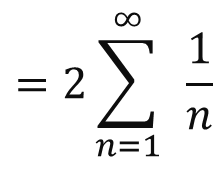 = 2 ∑_{n=1}^{∞} 1/n